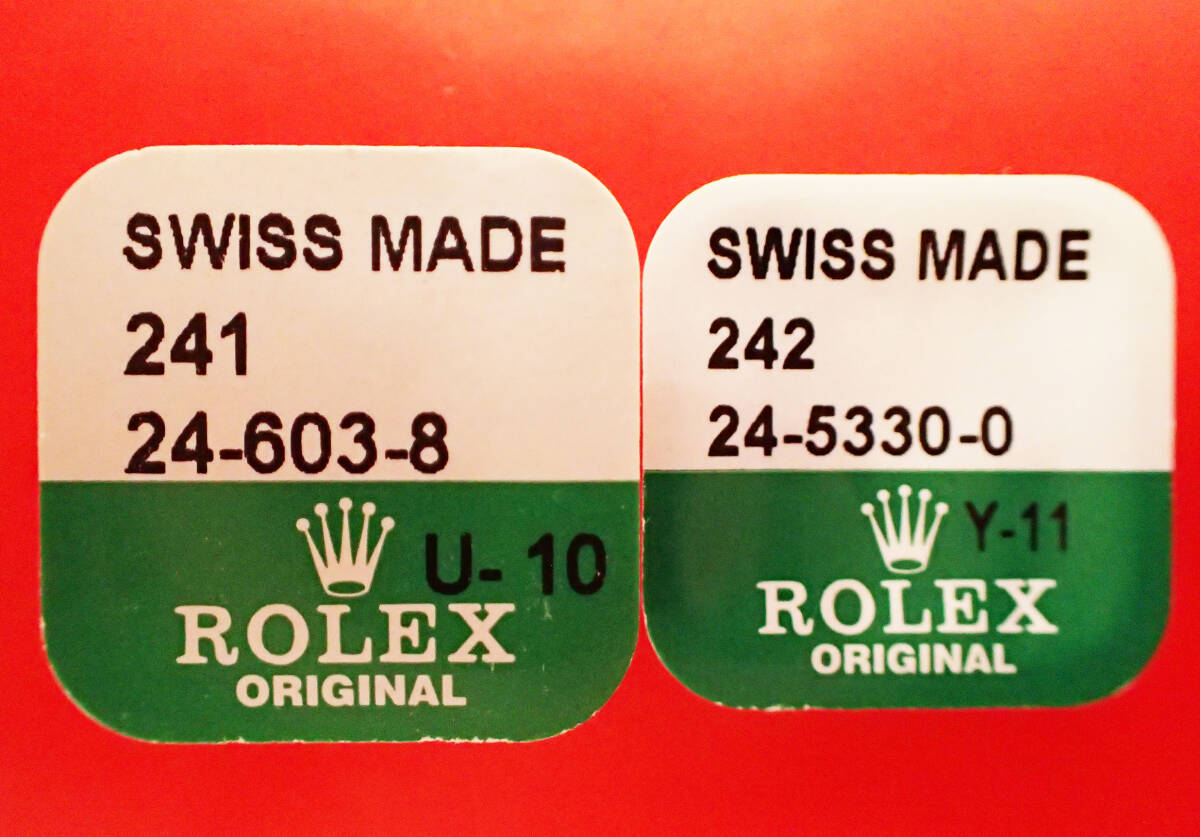 SWISS MADE
241
24-603-8
U- 10
ROLEX
ORIGINAL
SWISS MADE
242
24-5330-0
Y-11
ROLEX
ORIGINAL